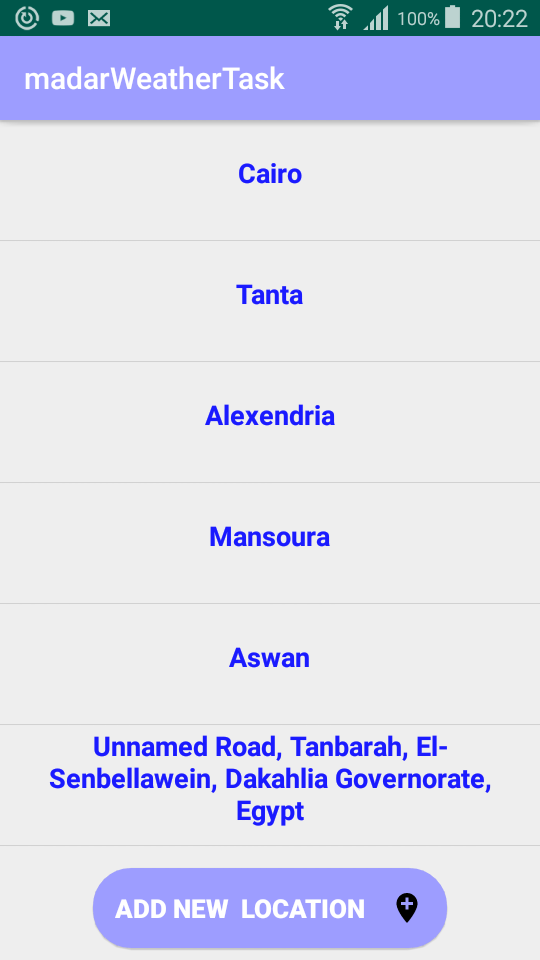 100% 20:22
madarWeatherTask
Cairo
Tanta
Alexendria
Mansoura
Aswan
Unnamed Road, Tanbarah, El-
Senbellawein, Dakahlia Governorate,
Egypt
ADD NEW LOCATION